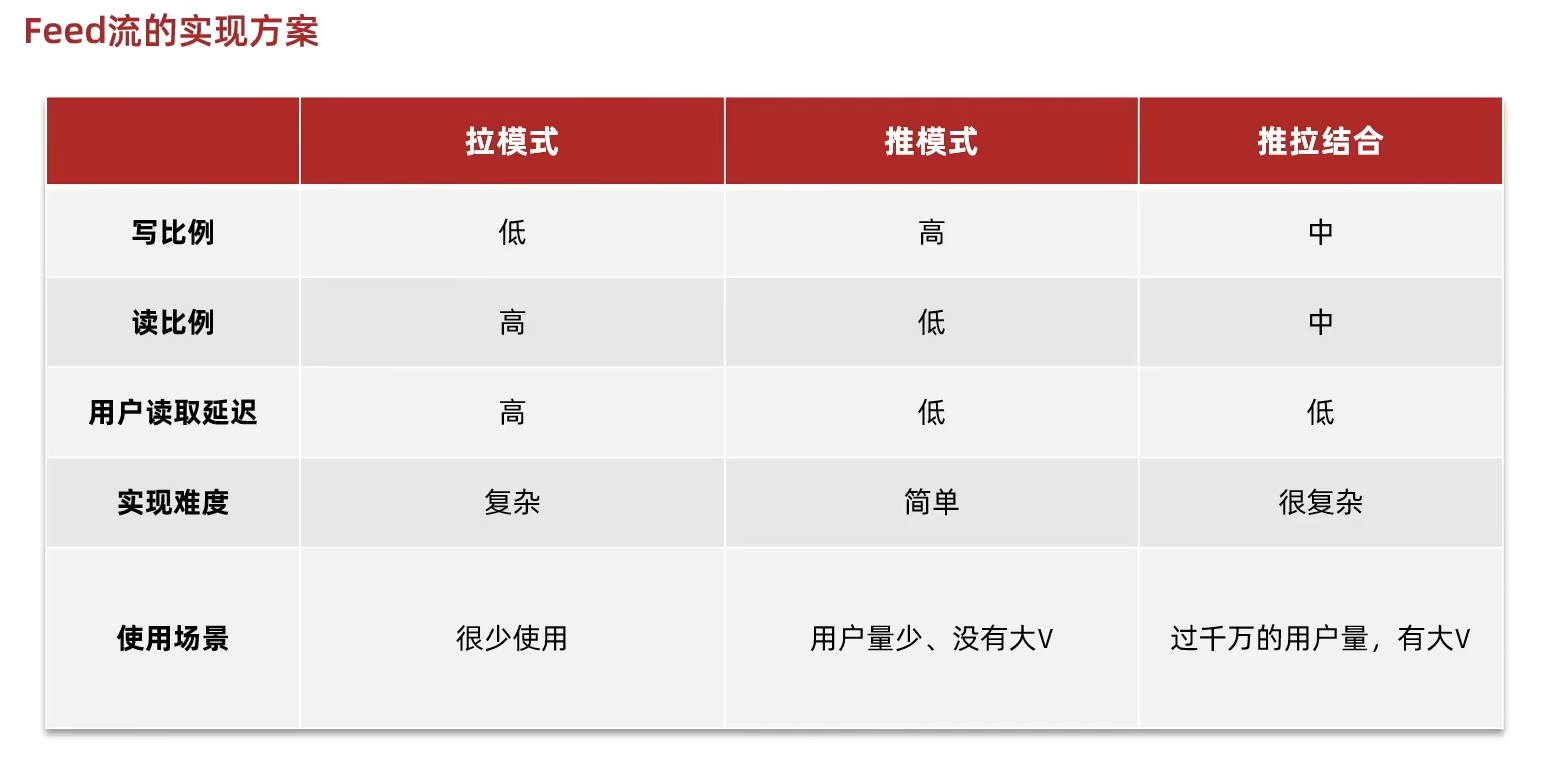 Feed流的实现方案
拉模式 推模式 推拉结合
写比例 低 高 中
读比例 高 低 中
用户读取延迟 高 低 低
实现难度 复杂 简单 很复杂
使用场景 很少使用 用户量少、没有大V 过千万的用户量，有大V